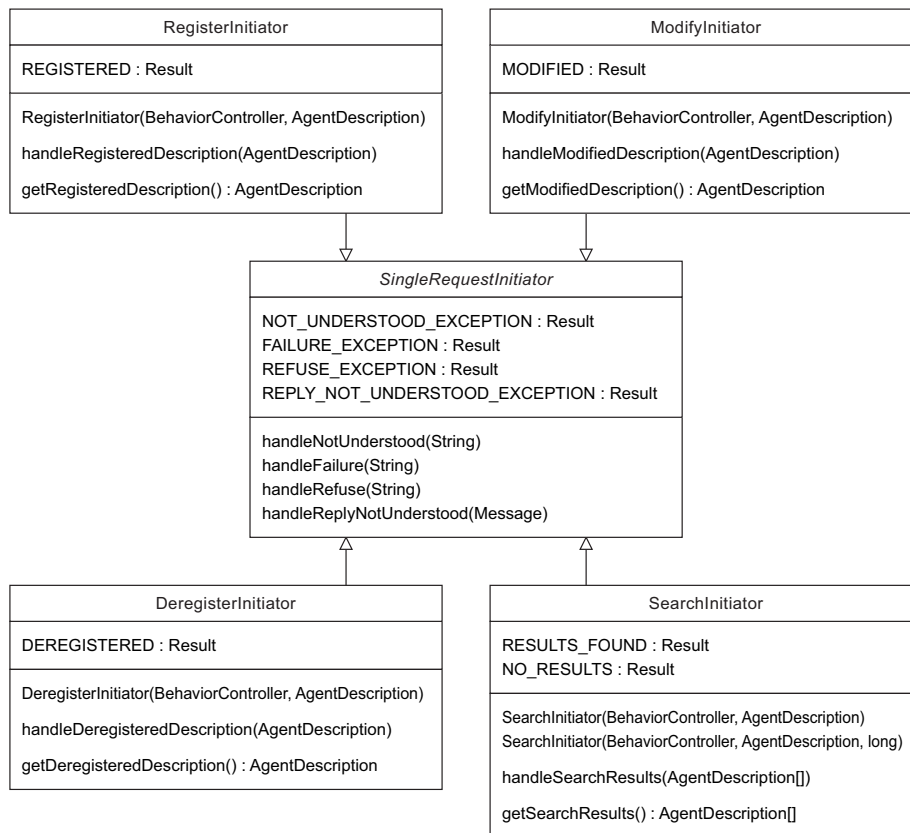 RegisterInitiator
REGISTERED : Result
RegisterInitiator(BehaviorController, AgentDescription)
handleRegisteredDescription(AgentDescription)
getRegisteredDescription() : AgentDescription
ModifyInitiator
MODIFIED : Result
ModifyInitiator(BehaviorController, AgentDescription)
handleModifiedDescription(AgentDescription)
getModifiedDescription() : AgentDescription
SingleRequestInitiator
NOT_UNDERSTOOD_EXCEPTION : Result
FAILURE_EXCEPTION : Result
REFUSE_EXCEPTION : Result
REPLY_NOT_UNDERSTOOD_EXCEPTION : Result
handleNotUnderstood(String)
handleFailure(String)
handleRefuse(String)
handleReplyNotUnderstood(Message)
DeregisterInitiator
DEREGISTERED : Result
DeregisterInitiator(BehaviorController, AgentDescription)
handleDeregisteredDescription(AgentDescription)
getDeregisteredDescription() : AgentDescription
SearchInitiator
RESULTS_FOUND : Result
NO_RESULTS : Result
SearchInitiator(BehaviorController, AgentDescription)
SearchInitiator(BehaviorController, AgentDescription, long)
handleSearchResults(AgentDescription[])
getSearchResults() : AgentDescription[]